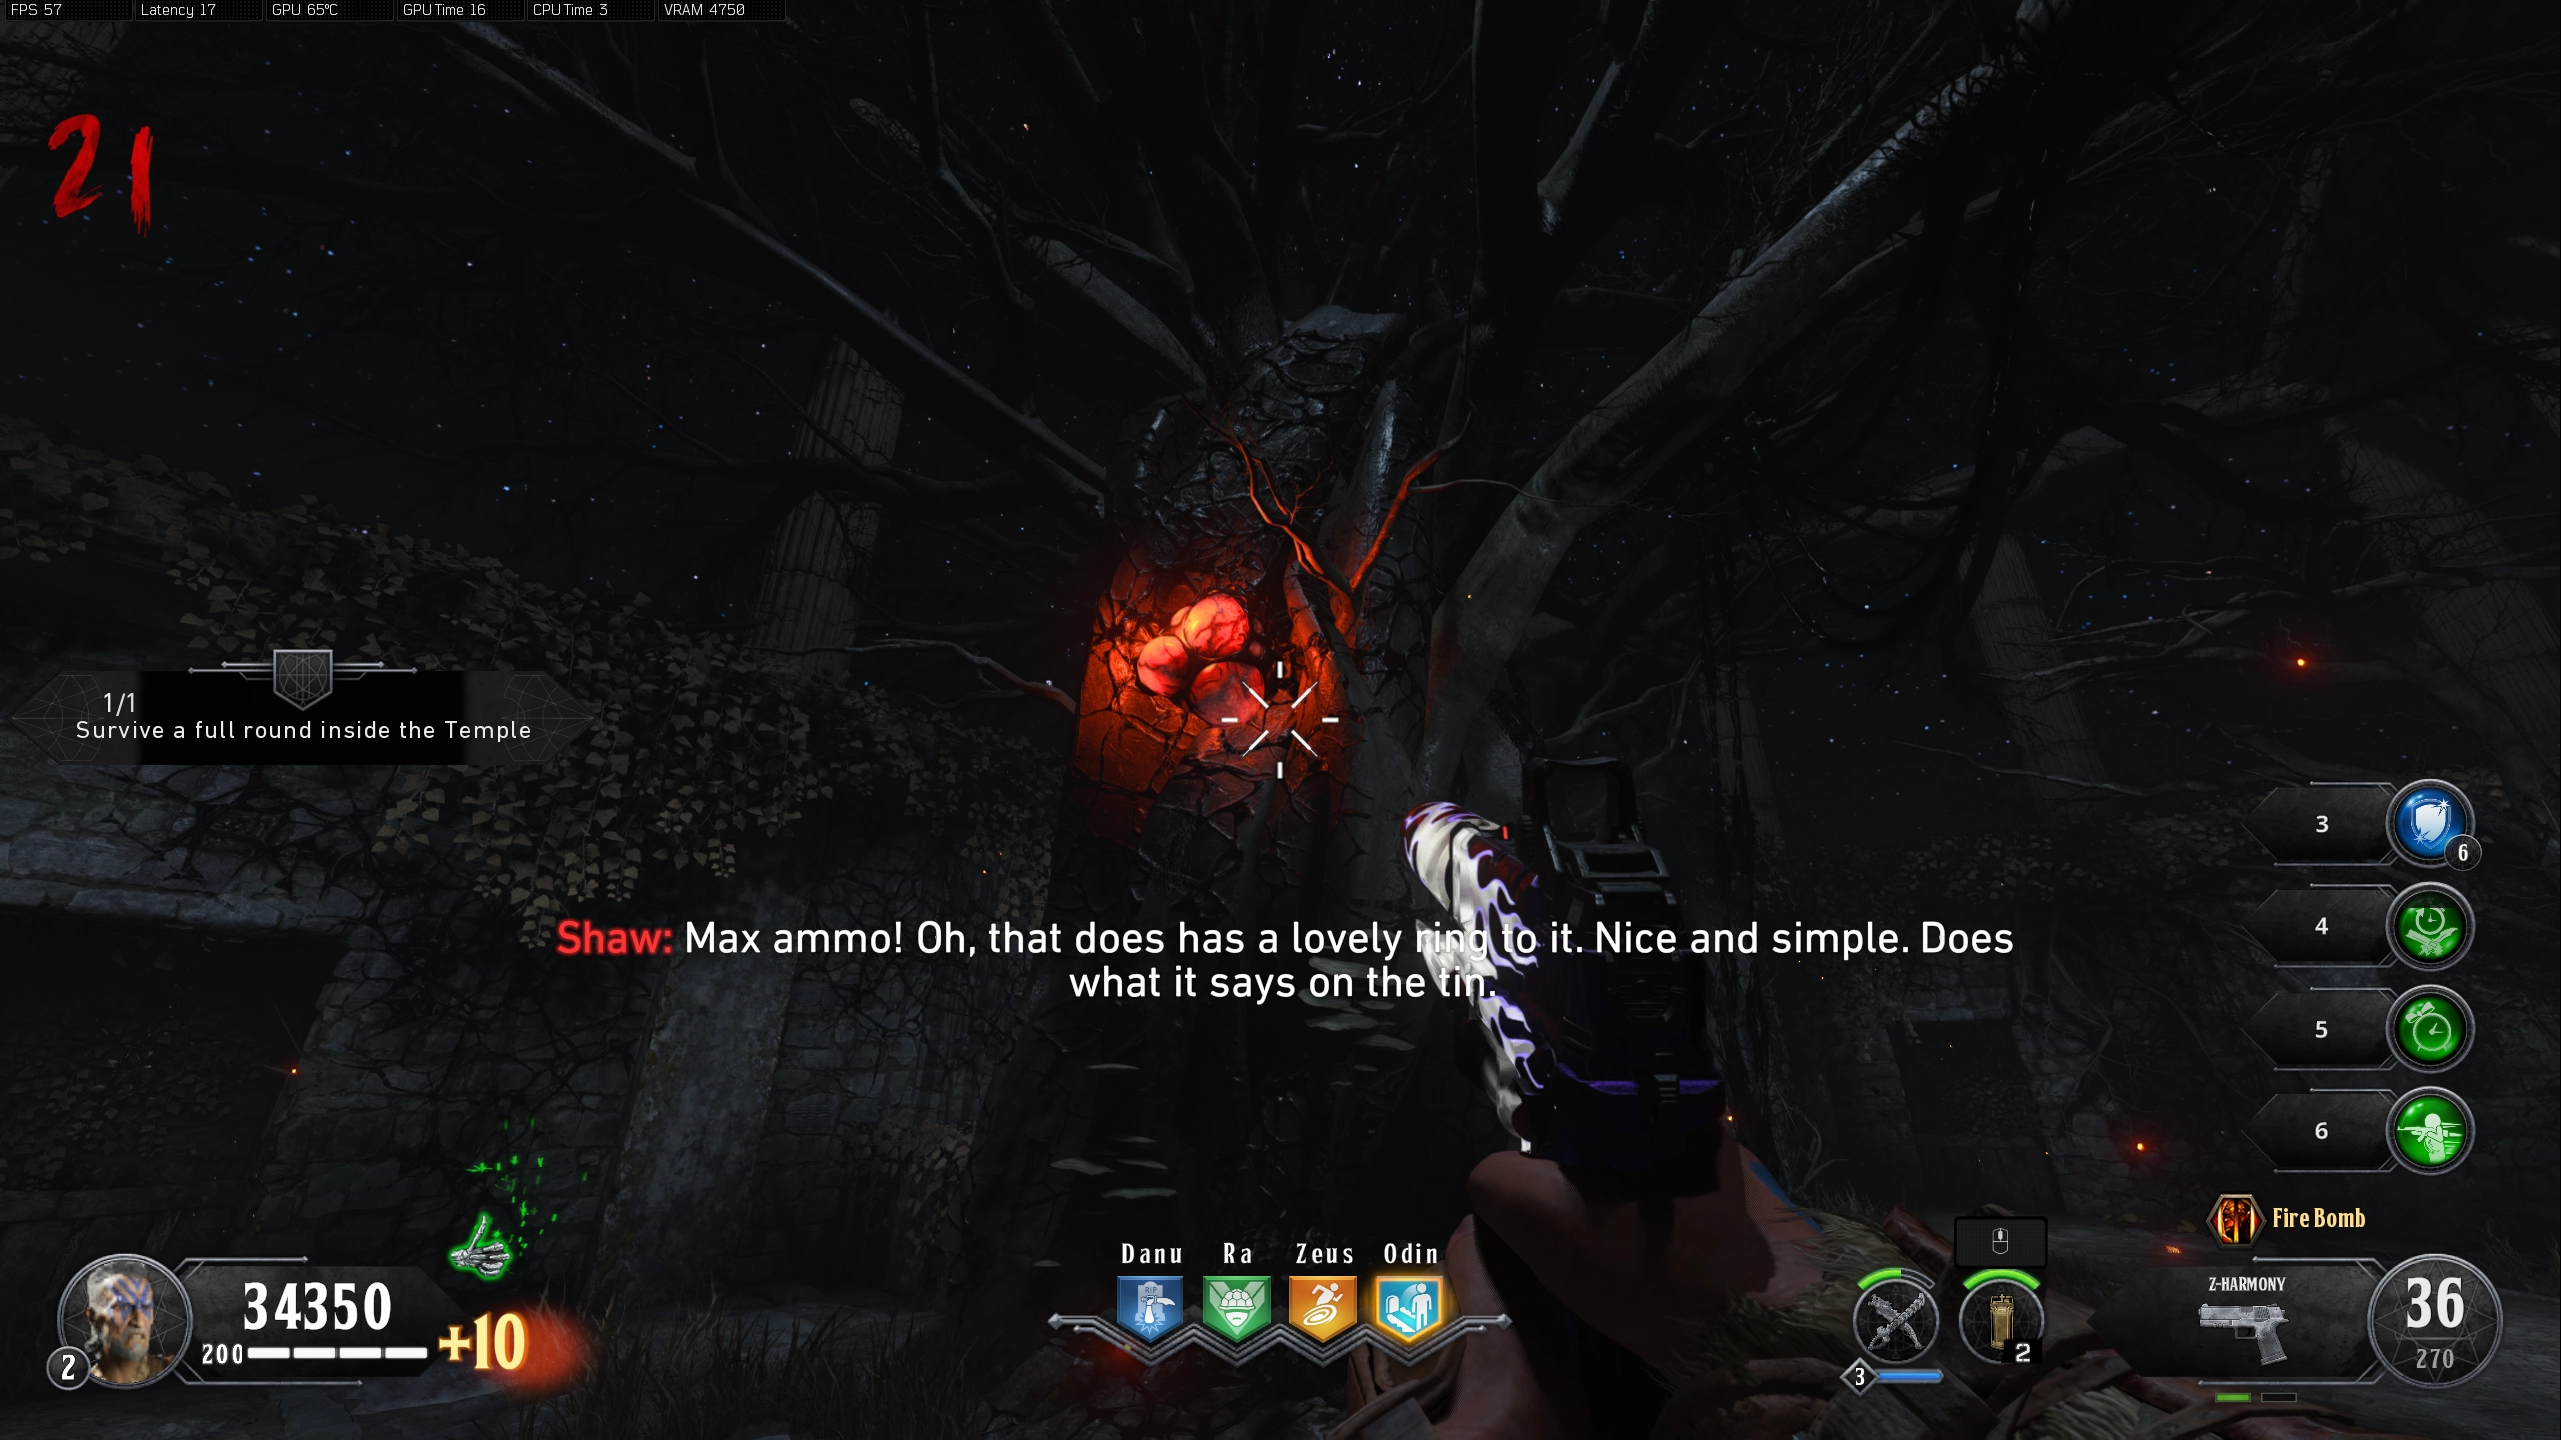 FPS 57 Latency 17 GPU 65°C GPU Time 16 CPU Time 3 VRAM 4750
21
1/1
Survive a full round inside the Temple
3
6
4
5
6
Shaw: Max ammo! Oh, that does has a lovely ring to it. Nice and simple. Does
what it says on the tin.
Fire Bomb
Danu Ra Zeus Odin
RIP
34350
200
+10
2
2
3
Z-HARMONY
36
270